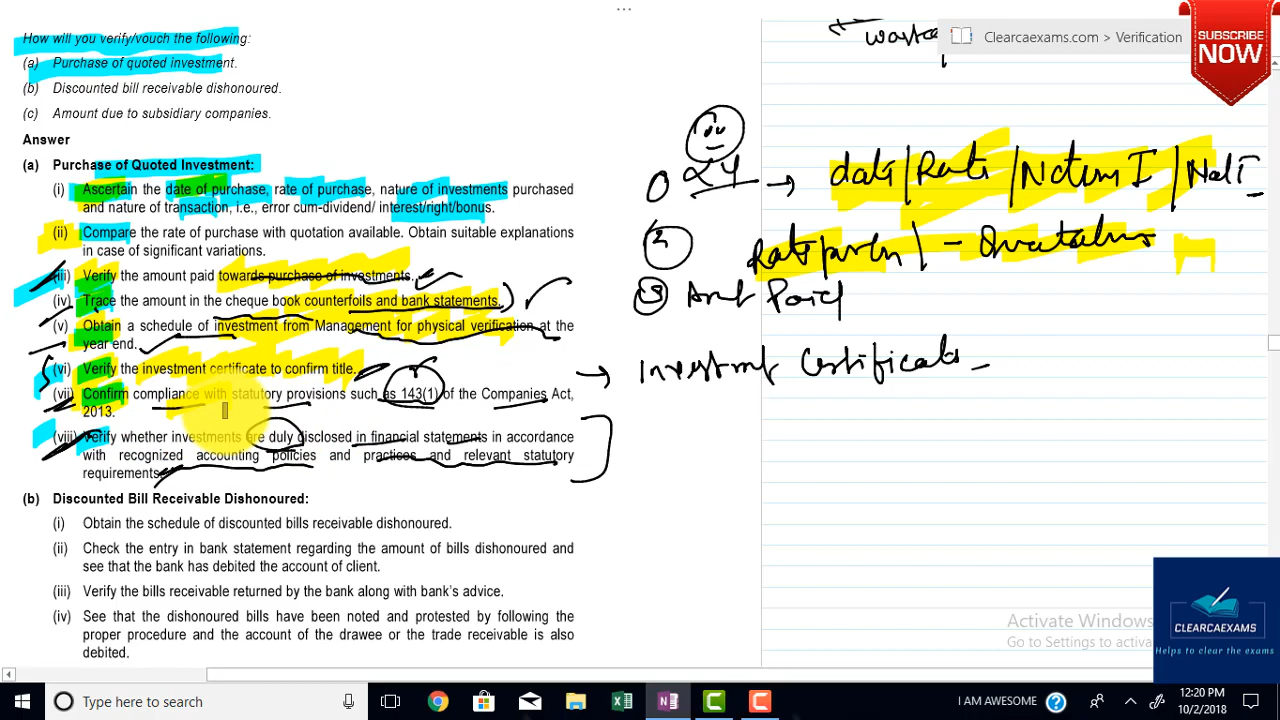 How will you verify/vouch the following:
(a) Purchase of quoted investment.
(b) Discounted bill receivable dishonoured.
(c) Amount due to subsidiary companies.
Answer
(a) Purchase of Quoted Investment:
(i) Ascertain the date of purchase, rate of purchase, nature of investments purchased
and nature of transaction, i.e., error cum-dividend/ interest/right/bonus.
(ii) Compare the rate of purchase with quotation available. Obtain suitable explanations
in case of significant variations.
(iii) Verify the amount paid towards purchase of investments.
(iv) Trace the amount in the cheque book counterfoils and bank statements.
(v) Obtain a schedule of investment from Management for physical verification at the
year end.
(vi) Verify the investment certificate to confirm title.
(vii) Confirm compliance with statutory provisions such as 143(1) of the Companies Act,
2013.
(viii) Verify whether investments are duly disclosed in financial statements in accordance
with recognized accounting policies and practices and relevant statutory
requirements.
(b) Discounted Bill Receivable Dishonoured:
(i) Obtain the schedule of discounted bills receivable dishonoured.
(ii) Check the entry in bank statement regarding the amount of bills dishonoured and
see that the bank has debited the account of client.
(iii) Verify the bills receivable returned by the bank along with bank's advice.
(iv) See that the dishonoured bills have been noted and protested by following the
proper procedure and the account of the drawee or the trade receivable is also
debited.
Clearcaexams.com > Verification
SUBSCRIBE
NOW
date | Rate |
2
3 Amt Paid
→ Investment Certificate
Activate Windows
Go to Settings to activa
CLEARCAEXAMS
Helps to clear the exams
Type here to search
I AM AWESOME
12:20 PM
10/2/2018